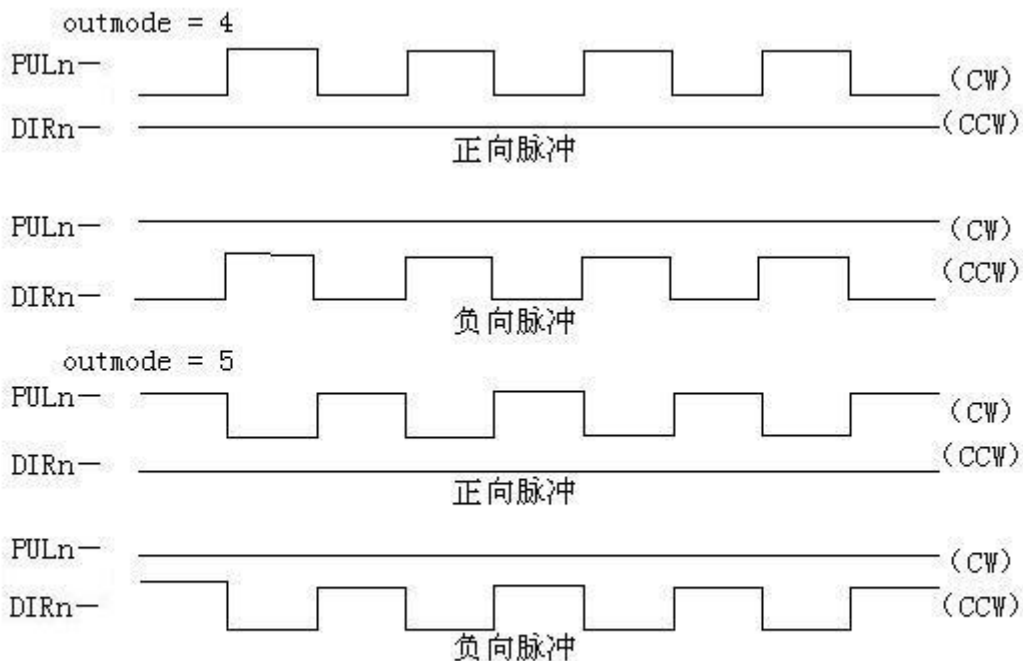 outmode = 4
PULn—
(CW)
DIRn—
(CCW)
正向脉冲
PULn—
(CW)
(CCW)
DIRn—
负向脉冲
outmode = 5
PULn—
(CW)
(CCW)
DIRn—
正向脉冲
PULn—
(CW)
DIRn—
(CCW)
负向脉冲